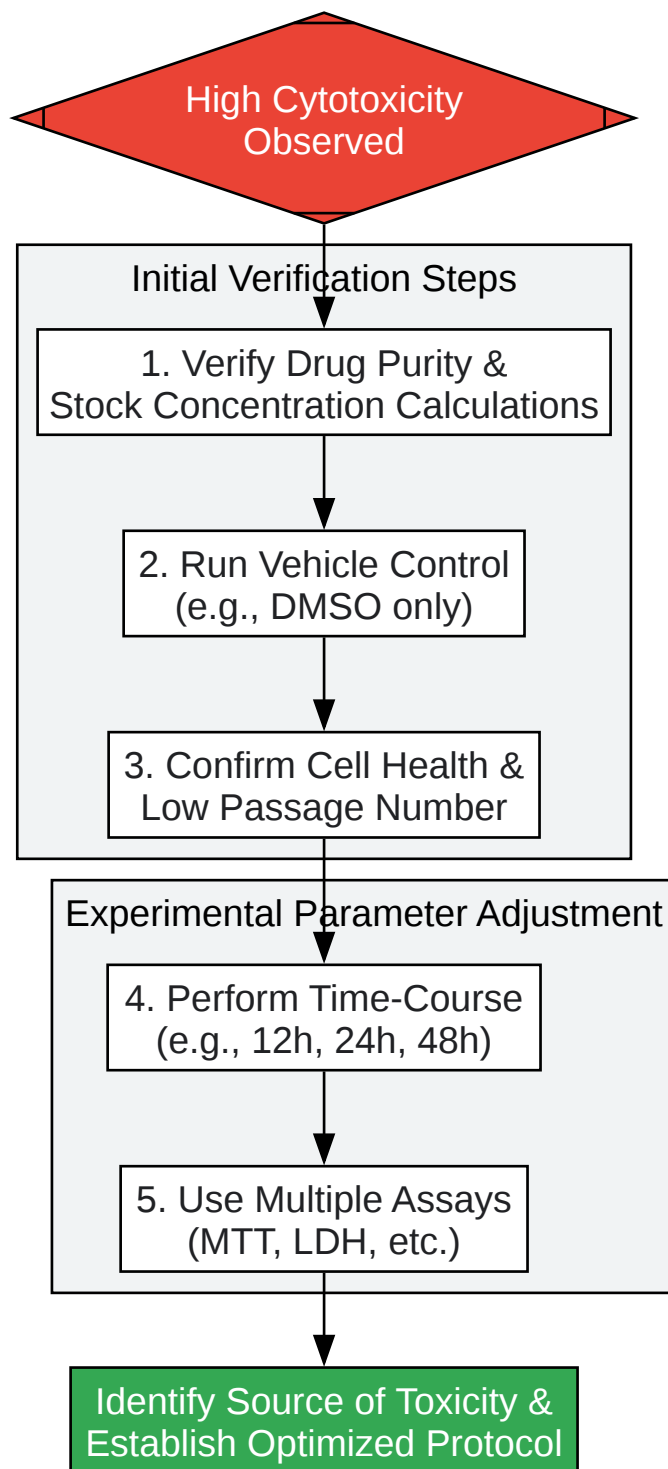 High Cytotoxicity
Observed
Initial Verification Steps
1. Verify Drug Purity &
Stock Concentration Calculations
2. Run Vehicle Control
(e.g., DMSO only)
3. Confirm Cell Health &
Low Passage Number
Experimental Parameter Adjustment
4. Perform Time-Course
(e.g., 12h, 24h, 48h)
5. Use Multiple Assays
(MTT, LDH, etc.)
Identify Source of Toxicity &
Establish Optimized Protocol